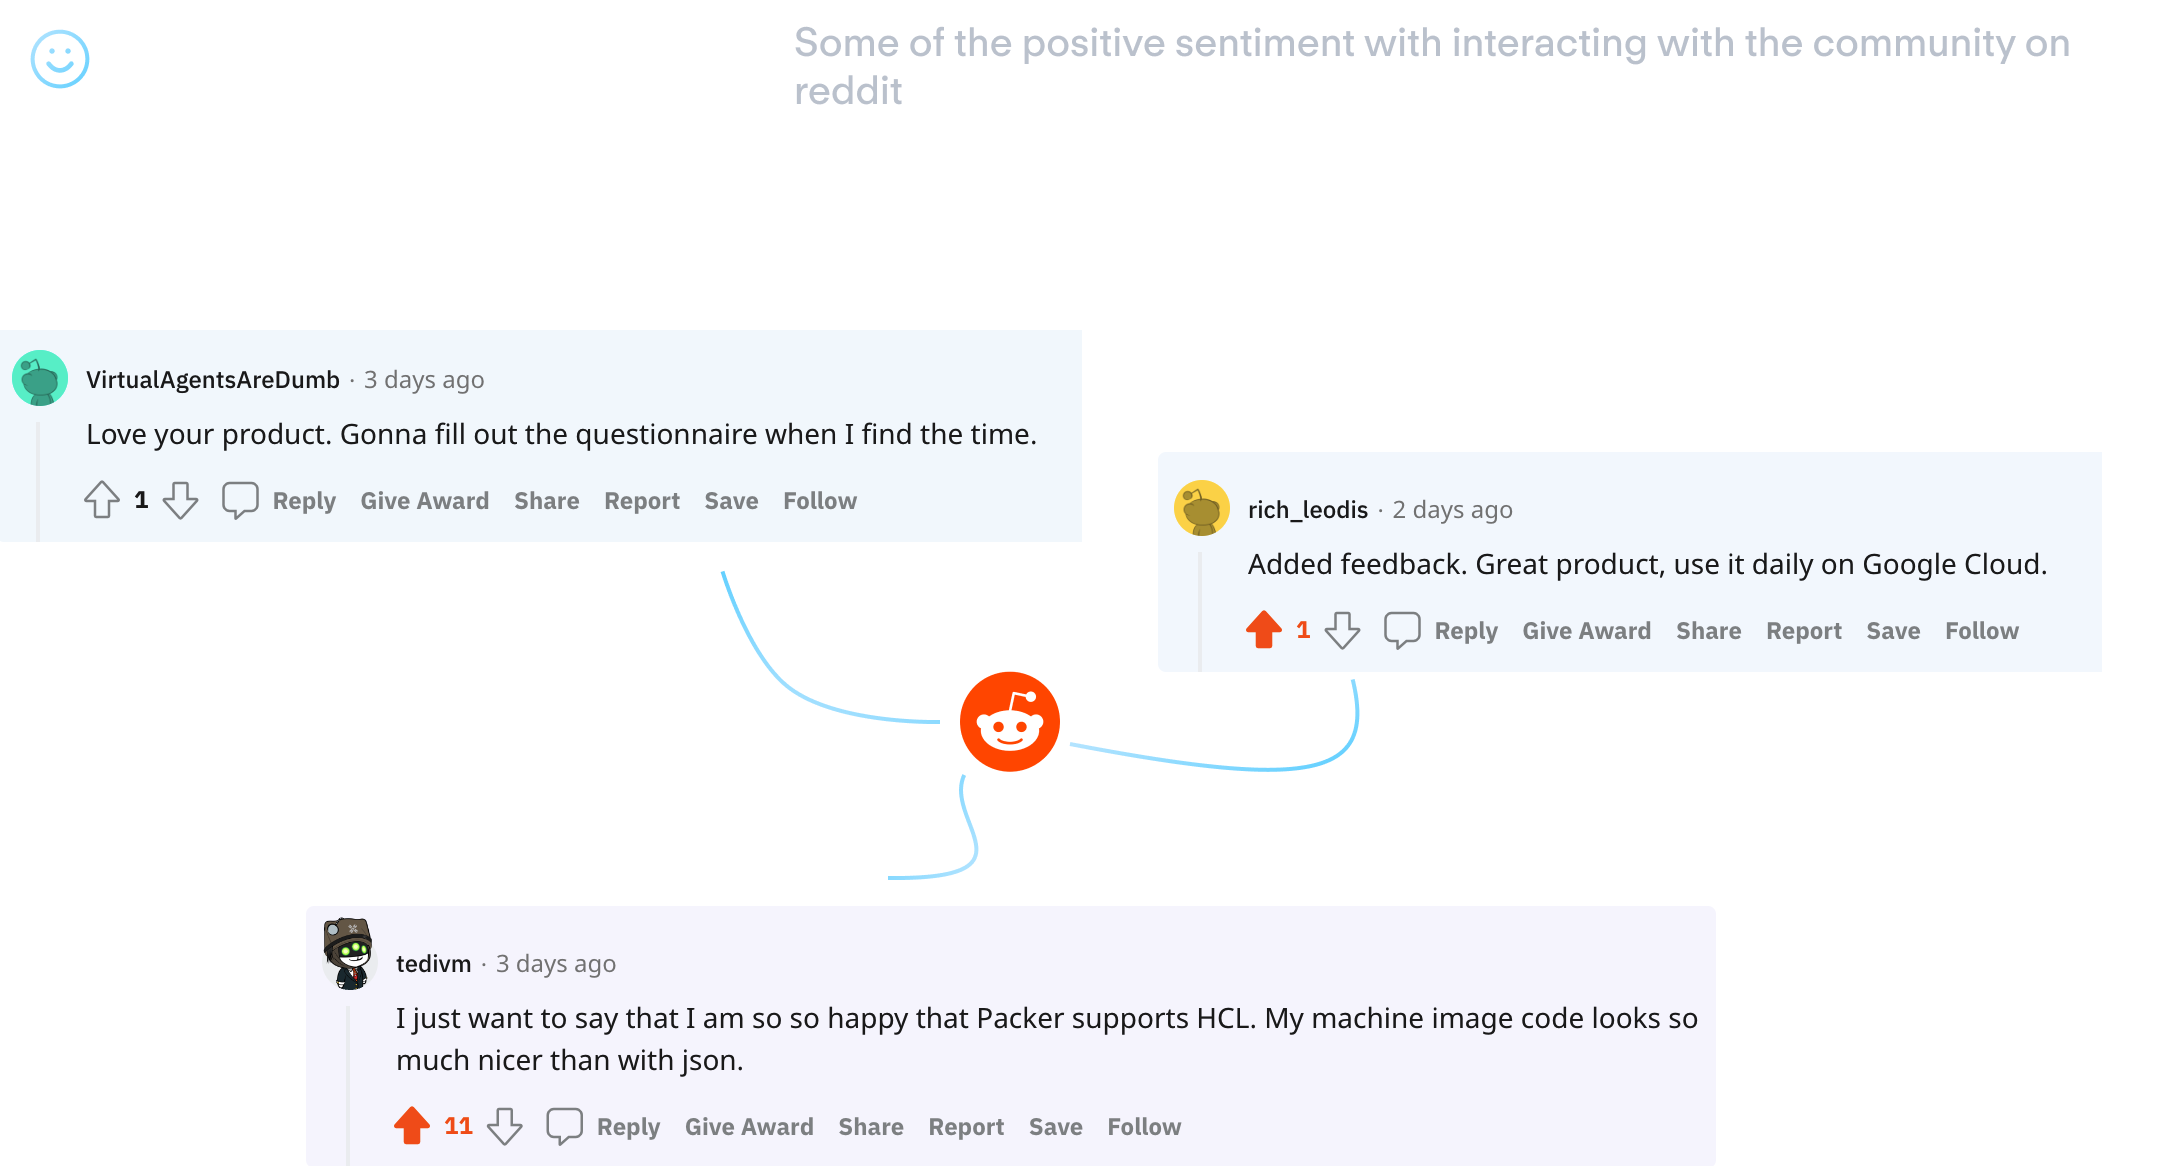 Some of the positive sentiment with interacting with the community on
reddit
VirtualAgentsAreDumb · 3 days ago
Love your product. Gonna fill out the questionnaire when I find the time.
1 Reply Give Award Share Report Save Follow
rich_leodis · 2 days ago
Added feedback. Great product, use it daily on Google Cloud.
1 Reply Give Award Share Report Save Follow
tedivm · 3 days ago
I just want to say that I am so so happy that Packer supports HCL. My machine image code looks so
much nicer than with json.
11 Reply Give Award Share Report Save Follow